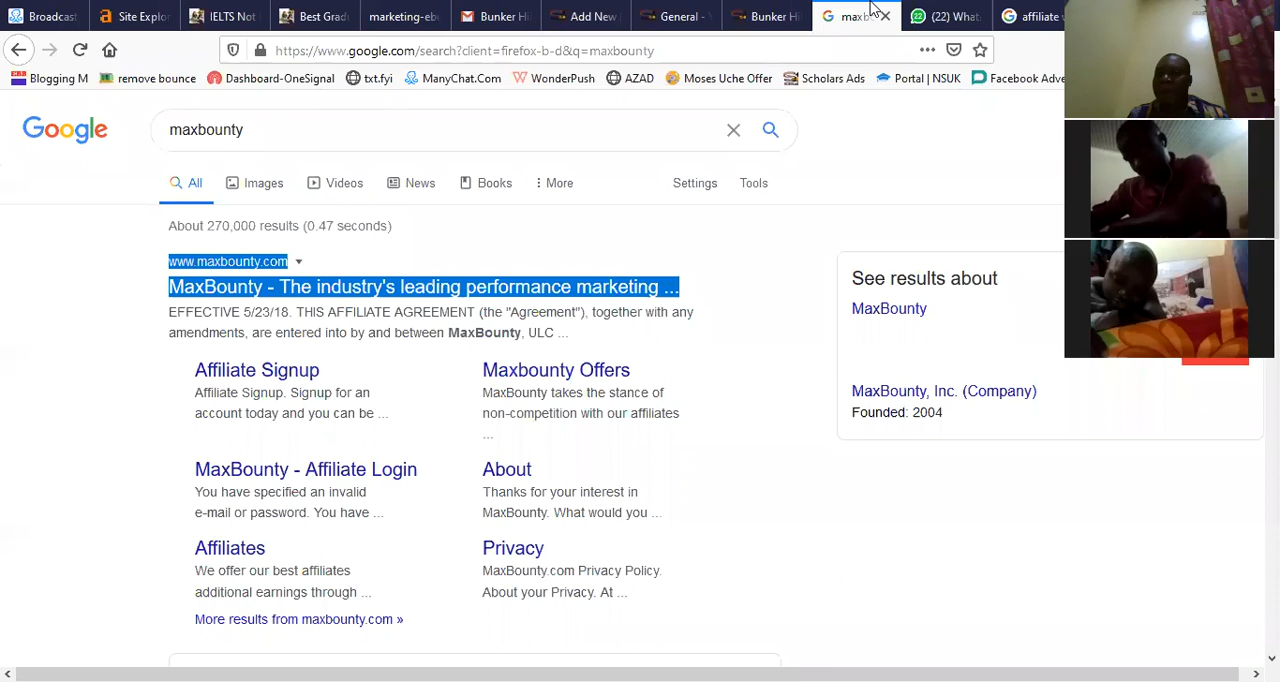 Broadcas
Site Explor
IELTS Not
Best Grad
marketing-eb
Bunker Hi
Add New
General -
Bunker Hi
maxb
(22) What
affiliate
https://www.google.com/search?client=firefox-b-d&q=maxbounty
Blogging M
remove bounce
Dashboard-OneSignal
txt.fyi
ManyChat.Com
WonderPush
AZAD
Moses Uche Offer
Scholars Ads
Portal | NSUK
Facebook Adve
Google
maxbounty
All
Images
Videos
News
Books
More
Settings
Tools
About 270,000 results (0.47 seconds)
www.maxbounty.com
MaxBounty - The industry's leading performance marketing ...
EFFECTIVE 5/23/18. THIS AFFILIATE AGREEMENT (the "Agreement"), together with any
amendments, are entered into by and between MaxBounty, ULC ...
Affiliate Signup
Affiliate Signup. Signup for an
account today and you can be ...
Maxbounty Offers
MaxBounty takes the stance of
non-competition with our affiliates
...
MaxBounty - Affiliate Login
You have specified an invalid
e-mail or password. You have ...
About
Thanks for your interest in
MaxBounty. What would you ...
Affiliates
We offer our best affiliates
additional earnings through ...
Privacy
MaxBounty.com Privacy Policy.
About your Privacy. At ...
More results from maxbounty.com »
See results about
MaxBounty
MaxBounty, Inc. (Company)
Founded: 2004